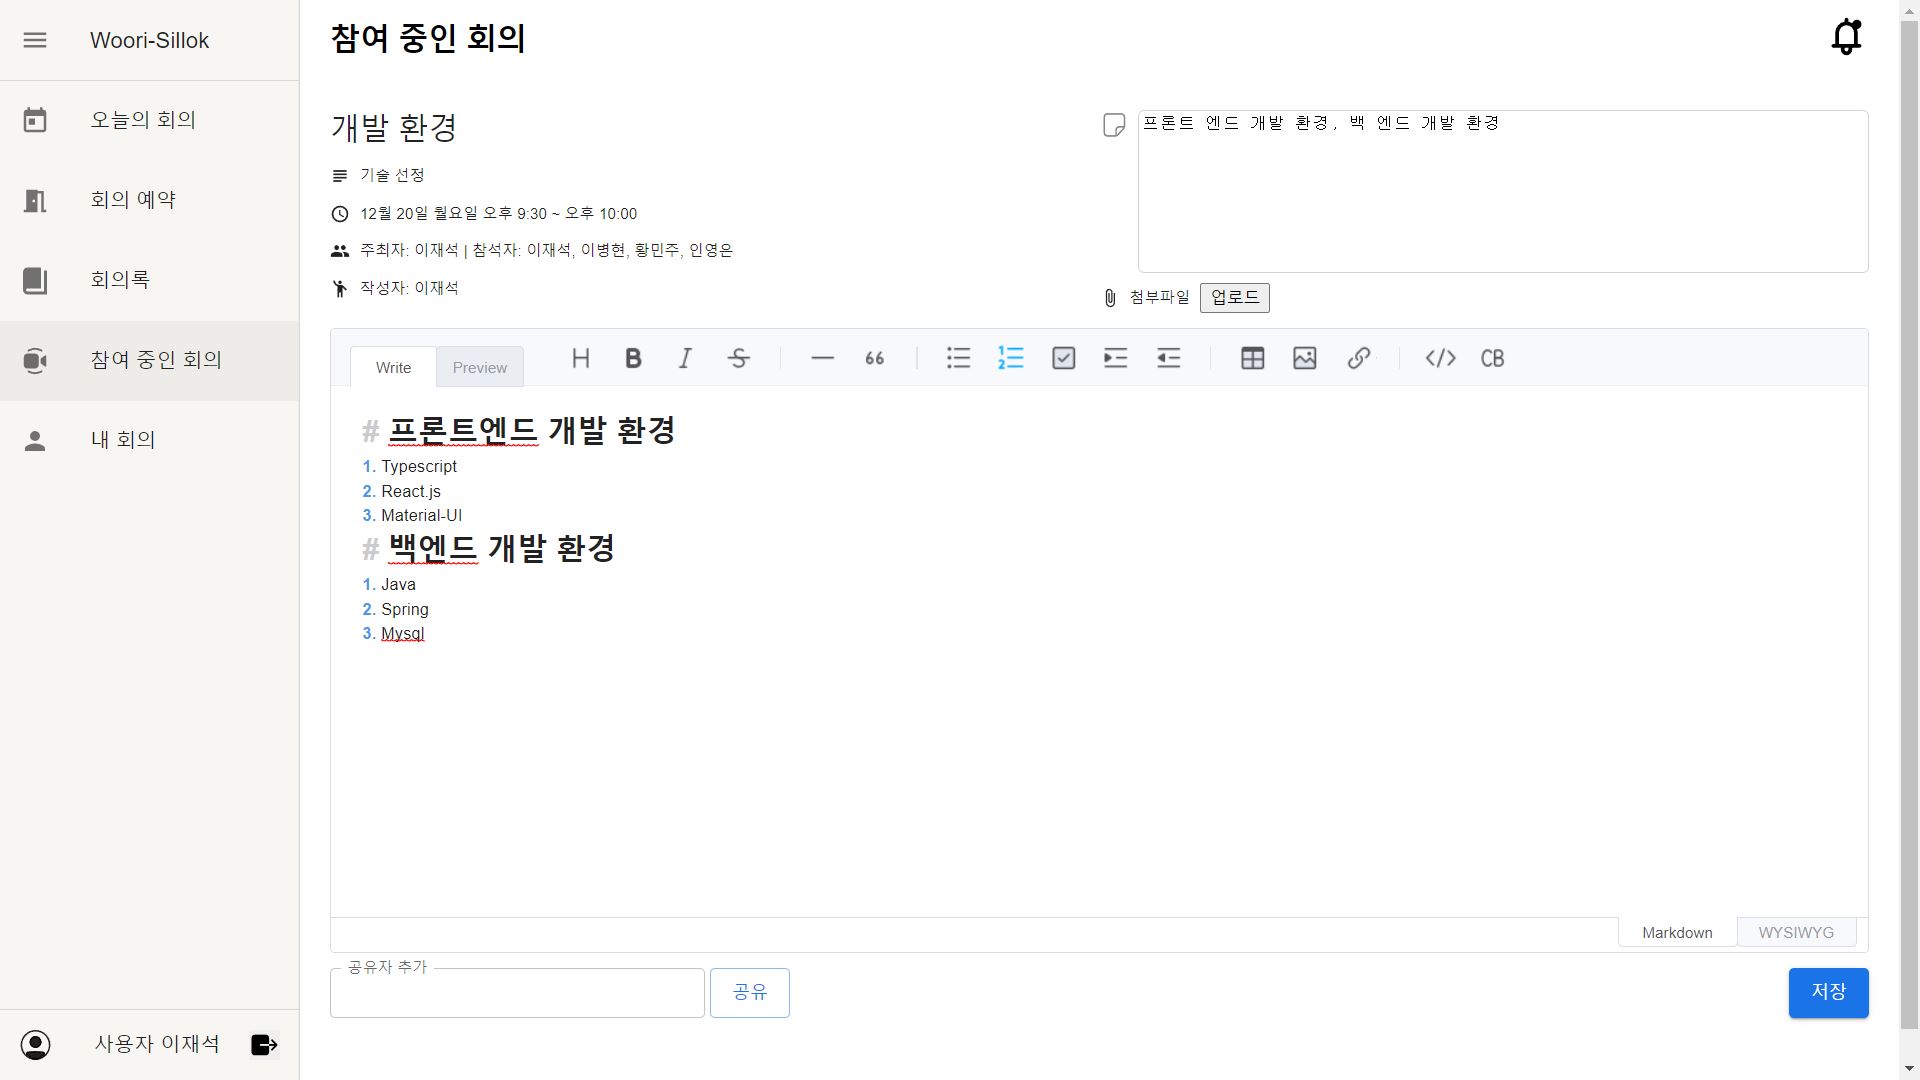 Woori-Sillok
오늘의 회의
회의 예약
회의록
참여 중인 회의
내 회의
사용자 이재석
참여 중인 회의
개발 환경
기술 선정
12월 20일 월요일 오후 9:30 ~ 오후 10:00
주최자: 이재석 | 참석자: 이재석, 이병현, 황민주, 인영은
작성자: 이재석
프론트 엔드 개발 환경, 백 엔드 개발 환경
첨부파일 업로드
Write Preview H B I S 66 </> CB
# 프론트엔드 개발 환경
1. Typescript
2. React.js
3. Material-UI
# 백엔드 개발 환경
1. Java
2. Spring
3. Mysql
Markdown WYSIWYG
공유자 추가
공유
저장